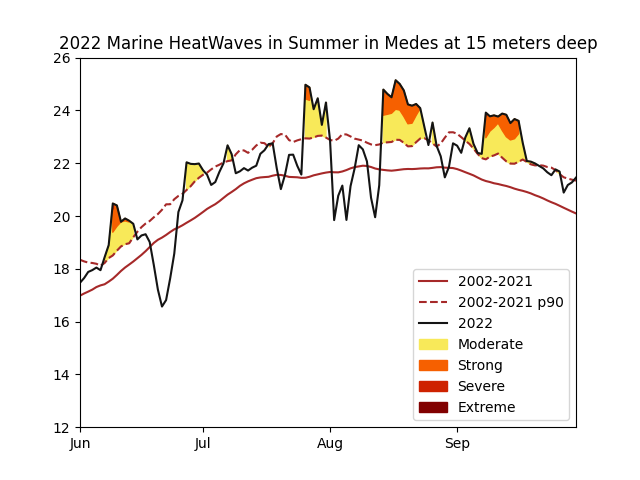 2022 Marine HeatWaves in Summer in Medes at 15 meters deep
26
24
22
20
18
16
14
12
Jun
Jul
Aug
Sep
2002-2021
2002-2021 p90
2022
Moderate
Strong
Severe
Extreme